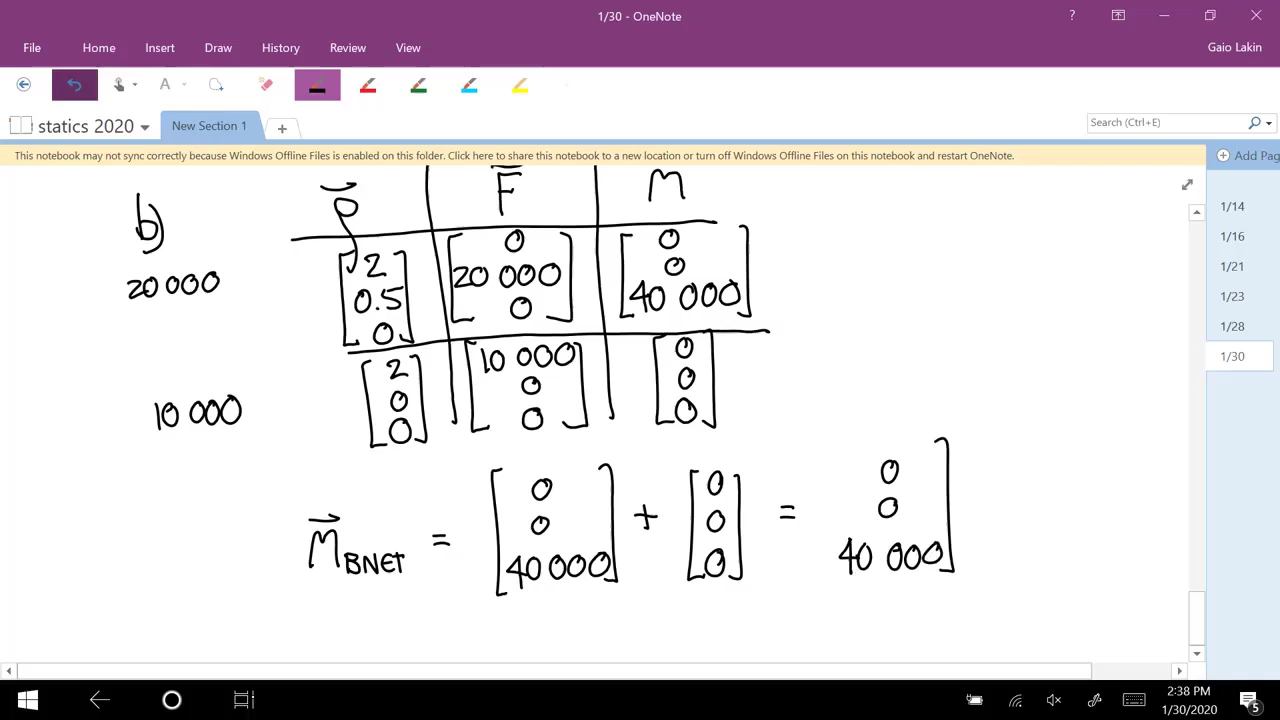 1/30 - OneNote
?
File Home Insert Draw History Review View Gaio Lakin
A
statics 2020 New Section 1 + Search (Ctrl+E)
This notebook may not sync correctly because Windows Offline Files is enabled on this folder. Click here to share this notebook to a new location or turn off Windows Offline Files on this notebook and restart OneNote.
Add Pag
1/14
1/16
1/21
1/23
1/28
1/30
b) F M
20 000
2 0 0
0.5 20 000 0
0 0 40 000
10 000
2 10 000 0
0 0 0
0 0 0
0 0 0
0 0 0
M BNET = 40 000 + 0 = 40 000
2:38 PM
1/30/2020
5